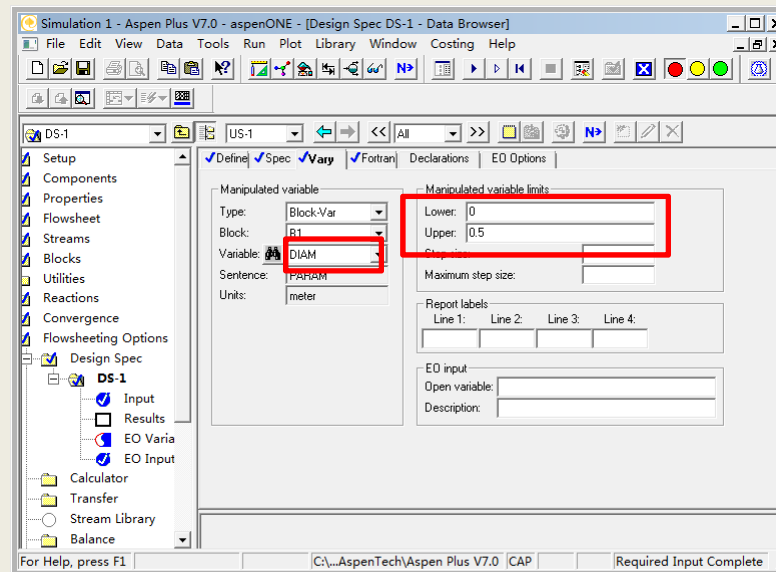 Simulation 1 - Aspen Plus V7.0 - aspenONE - [Design Spec DS-1 - Data Browser]
File Edit View Data Tools Run Plot Library Window Costing Help
N>
DS-1 US-1 << All >> N>
Define Spec Vary Fortran Declarations EO Options
Setup
Components
Properties
Flowsheet
Streams
Blocks
Utilities
Reactions
Convergence
Flowsheeting Options
Design Spec
DS-1
Input
Results
EO Varia
EO Input
Calculator
Transfer
Stream Library
Balance
Manipulated variable
Type: Block-Var
Block: B1
Variable: DIAM
Sentence: PARAM
Units: meter
Manipulated variable limits
Lower: 0
Upper: 0.5
Step size:
Maximum step size:
Report labels
Line 1: Line 2: Line 3: Line 4:
EO input
Open variable:
Description:
For Help, press F1 C:\...AspenTech\Aspen Plus V7.0 CAP Required Input Complete